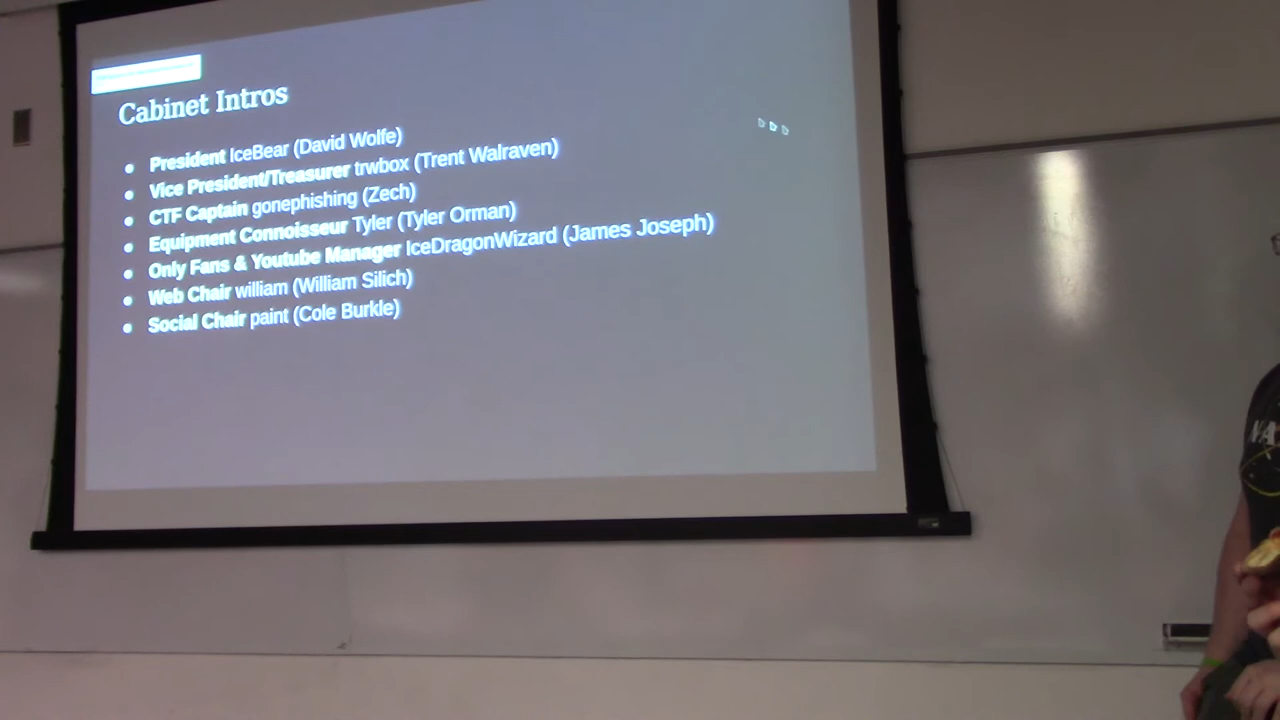 Cabinet Intros
● President IceBear (David Wolfe)
● Vice President/Treasurer trwbox (Trent Walraven)
● CTF Captain gonephishing (Zech)
● Equipment Connoisseur Tyler (Tyler Orman)
● Only Fans & Youtube Manager IceDragonWizard (James Joseph)
● Web Chair william (William Silich)
● Social Chair paint (Cole Burkle)